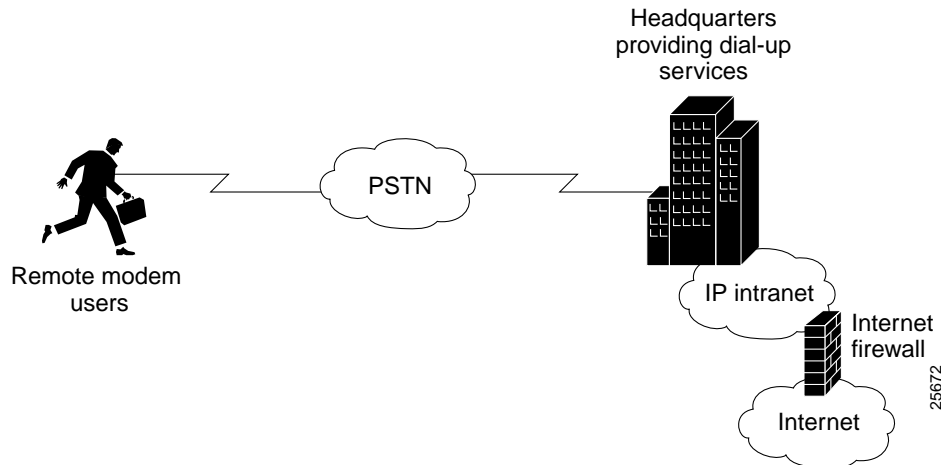 Headquarters
providing dial-up
services
PSTN
Remote modem
users
IP intranet
Internet
firewall
Internet
25672